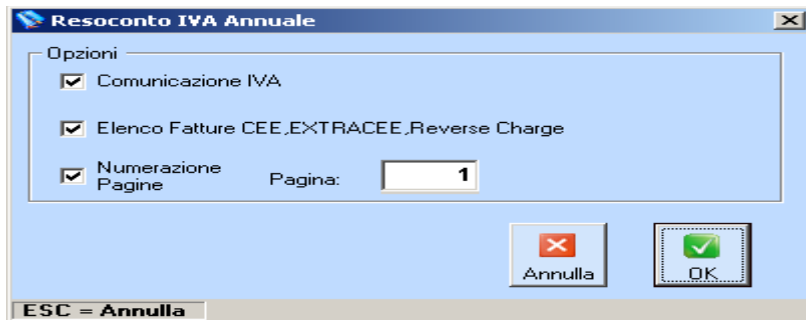 Resoconto IVA Annuale
Opzioni
Comunicazione IVA
Elenco Fatture CEE,EXTRACEE,Reverse Charge
Numerazione
Pagine
Pagina:
1
Annulla
OK
ESC = Annulla